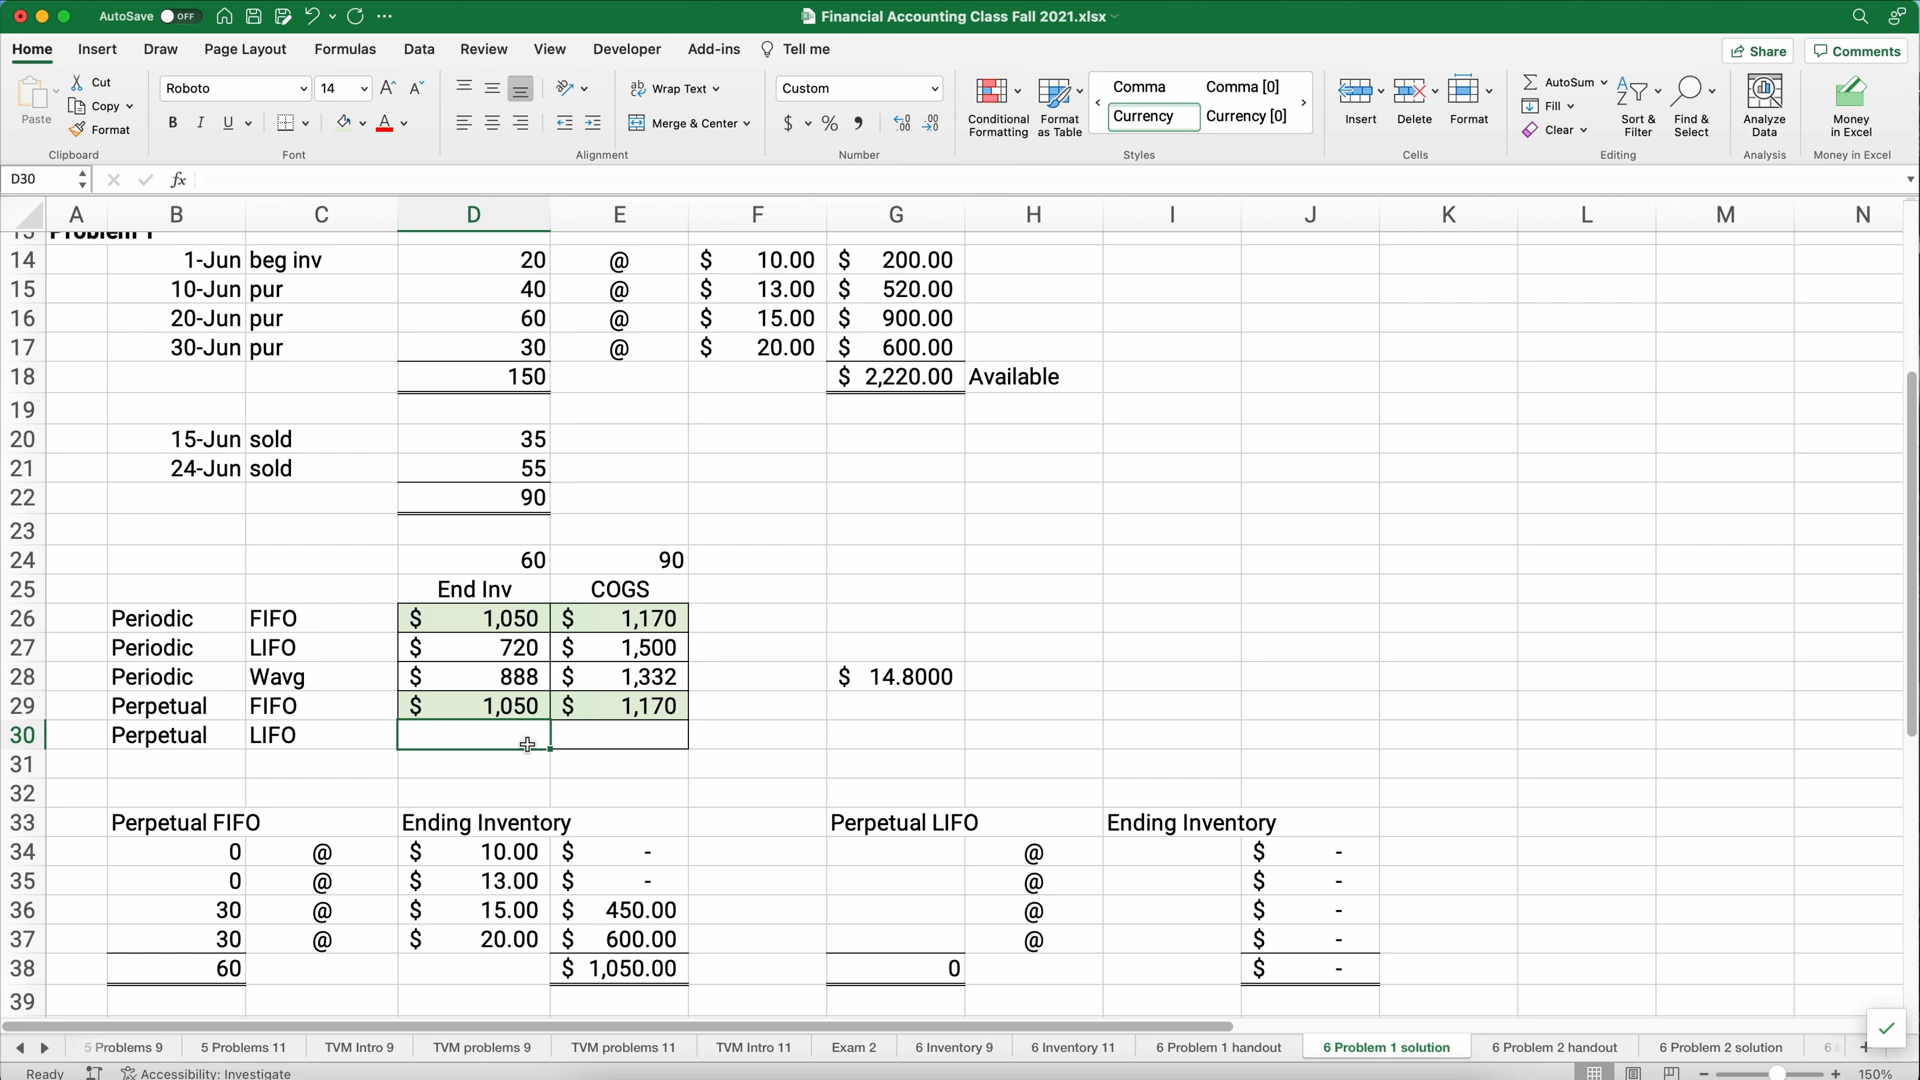 AutoSave OFF Financial Accounting Class Fall 2021.xlsx
Home Insert Draw Page Layout Formulas Data Review View Developer Add-ins Tell me Share Comments
Paste Cut Copy Format Clipboard
Roboto 14 A A B I U A Font
ab Wrap Text Merge & Center Alignment
Custom $ % Number
Conditional Formatting Format as Table Comma Comma [0] Currency Currency [0] Styles
Insert Delete Format Cells
AutoSum Fill Clear Sort & Filter Find & Select Editing
Analyze Data Analysis
Money in Excel Money in Excel
D30 fx
A B C D E F G H I J K L M N
14 1-Jun beg inv 20 @ $ 10.00 $ 200.00
15 10-Jun pur 40 @ $ 13.00 $ 520.00
16 20-Jun pur 60 @ $ 15.00 $ 900.00
17 30-Jun pur 30 @ $ 20.00 $ 600.00
18 150 $ 2,220.00 Available
19
20 15-Jun sold 35
21 24-Jun sold 55
22 90
23
24 60 90
25 End Inv COGS
26 Periodic FIFO $ 1,050 $ 1,170
27 Periodic LIFO $ 720 $ 1,500
28 Periodic Wavg $ 888 $ 1,332 $ 14.8000
29 Perpetual FIFO $ 1,050 $ 1,170
30 Perpetual LIFO
31
32
33 Perpetual FIFO Ending Inventory Perpetual LIFO Ending Inventory
34 0 @ $ 10.00 $ - @ $ -
35 0 @ $ 13.00 $ - @ $ -
36 30 @ $ 15.00 $ 450.00 @ $ -
37 30 @ $ 20.00 $ 600.00 @ $ -
38 60 $ 1,050.00 0 $ -
39
5 Problems 9 5 Problems 11 TVM Intro 9 TVM problems 9 TVM problems 11 TVM Intro 11 Exam 2 6 Inventory 9 6 Inventory 11 6 Problem 1 handout 6 Problem 1 solution 6 Problem 2 handout 6 Problem 2 solution
Ready Accessibility: Investigate 150%